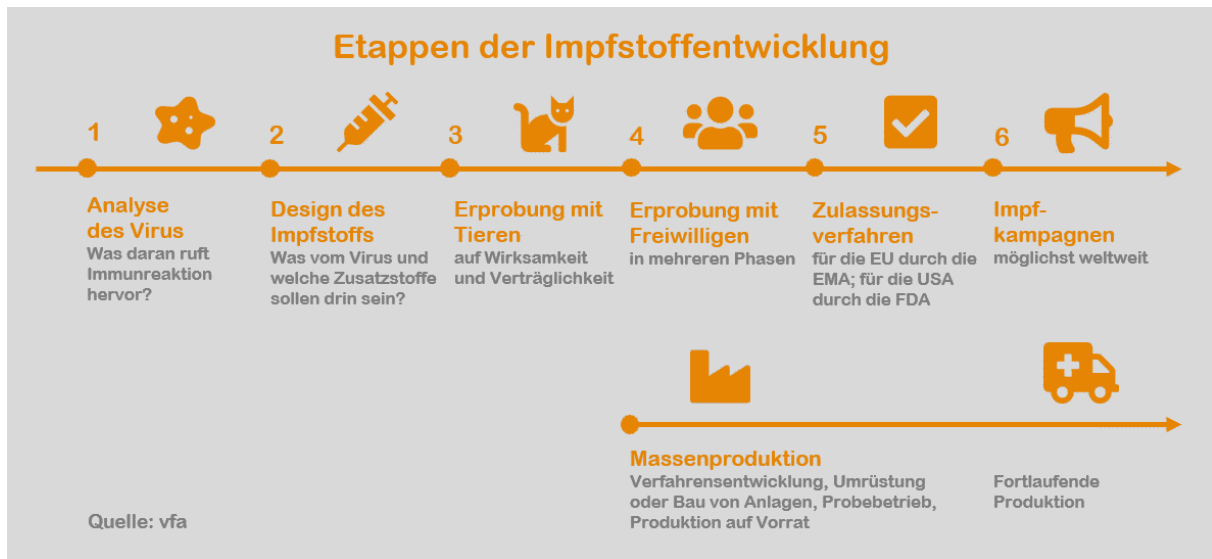 Etappen der Impfstoffentwicklung
1
2
3
4
5
6
Analyse
des Virus
Was daran ruft
Immunreaktion
hervor?
Design des
Impfstoffs
Was vom Virus und
welche Zusatzstoffe
sollen drin sein?
Erprobung mit
Tieren
auf Wirksamkeit
und Verträglichkeit
Erprobung mit
Freiwilligen
in mehreren Phasen
Zulassungs-
verfahren
für die EU durch die
EMA; für die USA
durch die FDA
Impf-
kampagnen
möglichst weltweit
Massenproduktion
Verfahrensentwicklung, Umrüstung
oder Bau von Anlagen, Probebetrieb,
Produktion auf Vorrat
Fortlaufende
Produktion
Quelle: vfa